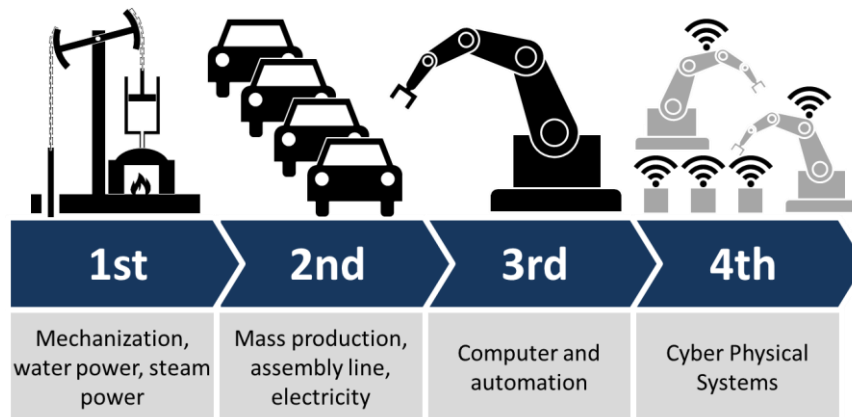 1st
2nd
3rd
4th
Mechanization,
water power, steam
power
Mass production,
assembly line,
electricity
Computer and
automation
Cyber Physical
Systems